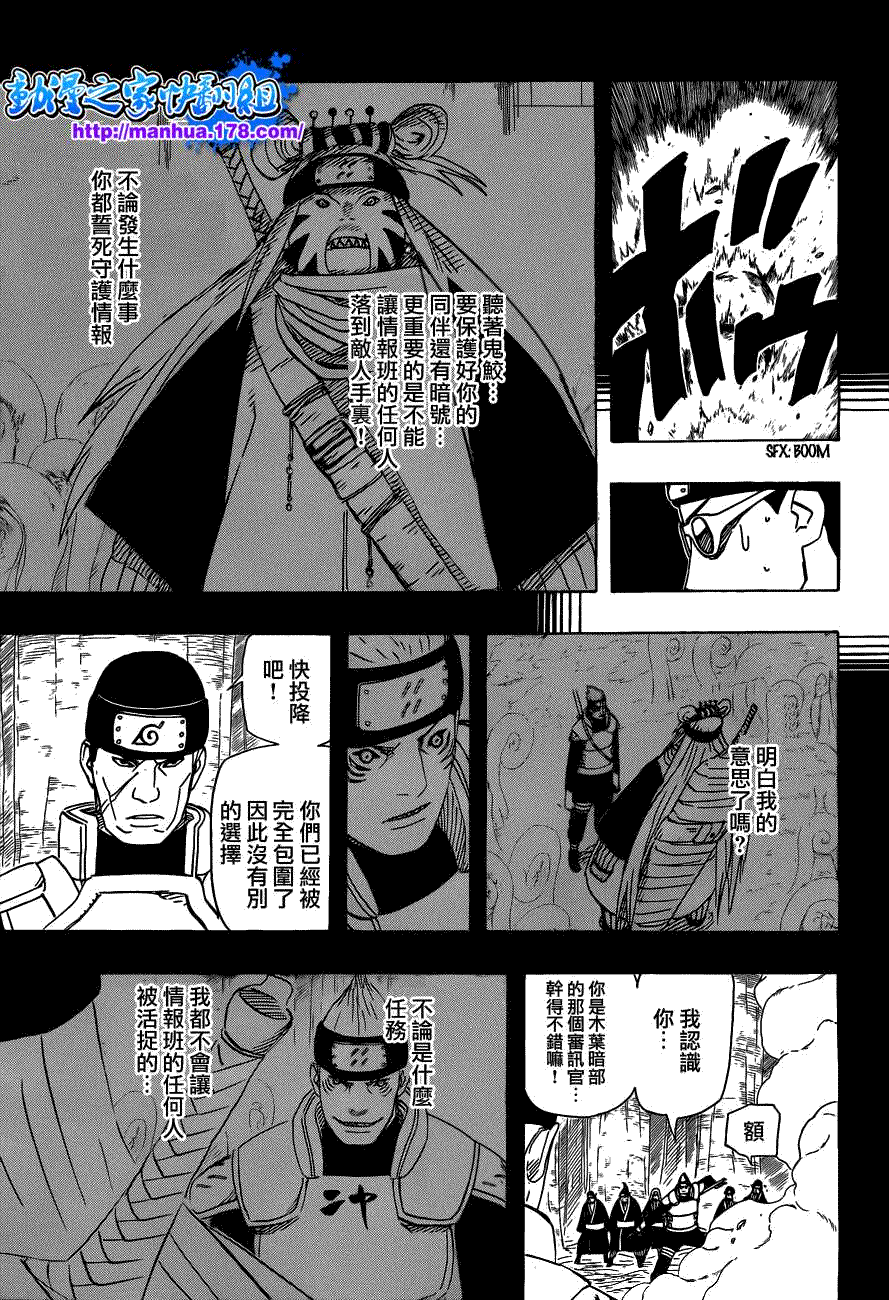 動漫之家快翻組
http://manhua.178.com/
ボゴオ
SFX: BOOM
聽著鬼鮫…
要保護好你的
同伴還有暗號…
更重要的是不能
讓情報班的任何人
落到敵人手裏！
不論發生什麼事
你都誓死守護情報
明白我的
意思了嗎？
快投降
吧！
你們已經被
完全包圍了
因此沒有別
的選擇
額
我認識
你…
你是木葉暗部
的那個審訊官…
幹得不錯嘛！
不論是什麼
任務
我都不會讓
情報班的任何人
被活捉的…